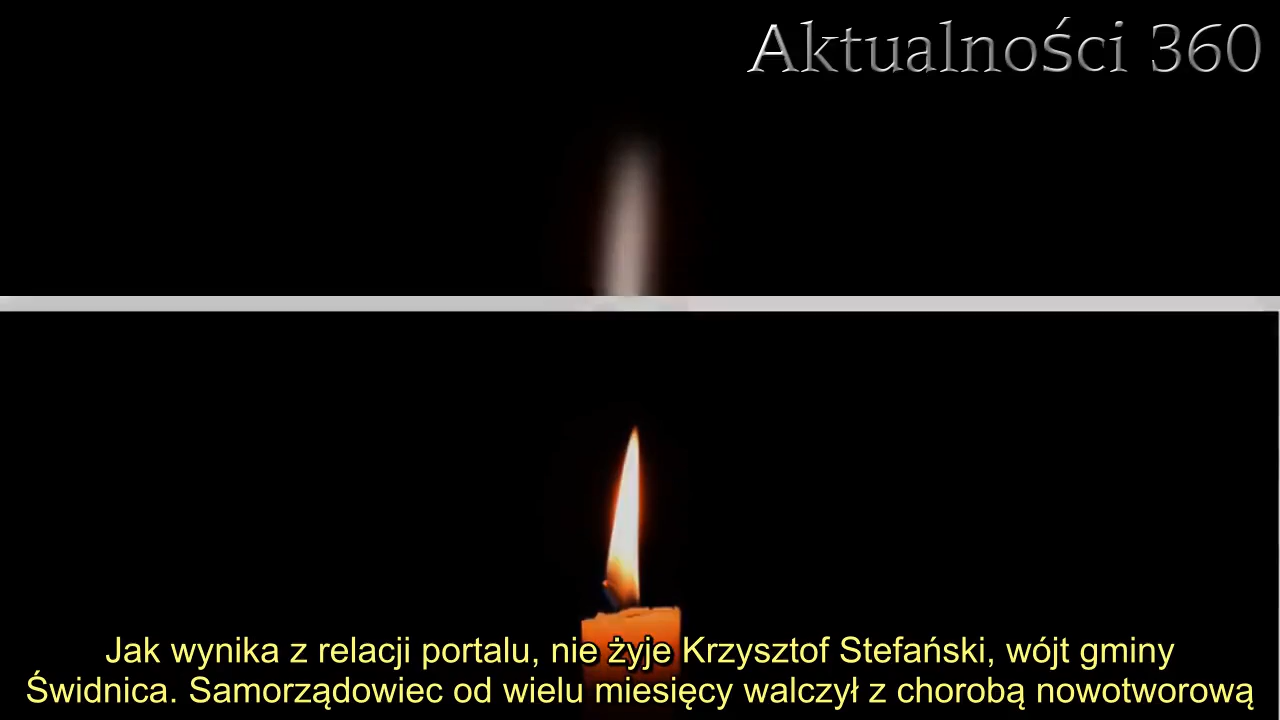 Aktualności 360
Jak wynika z relacji portalu, nie żyje Krzysztof Stefański, wójt gminy
Świdnica. Samorządowiec od wielu miesięcy walczył z chorobą nowotworową